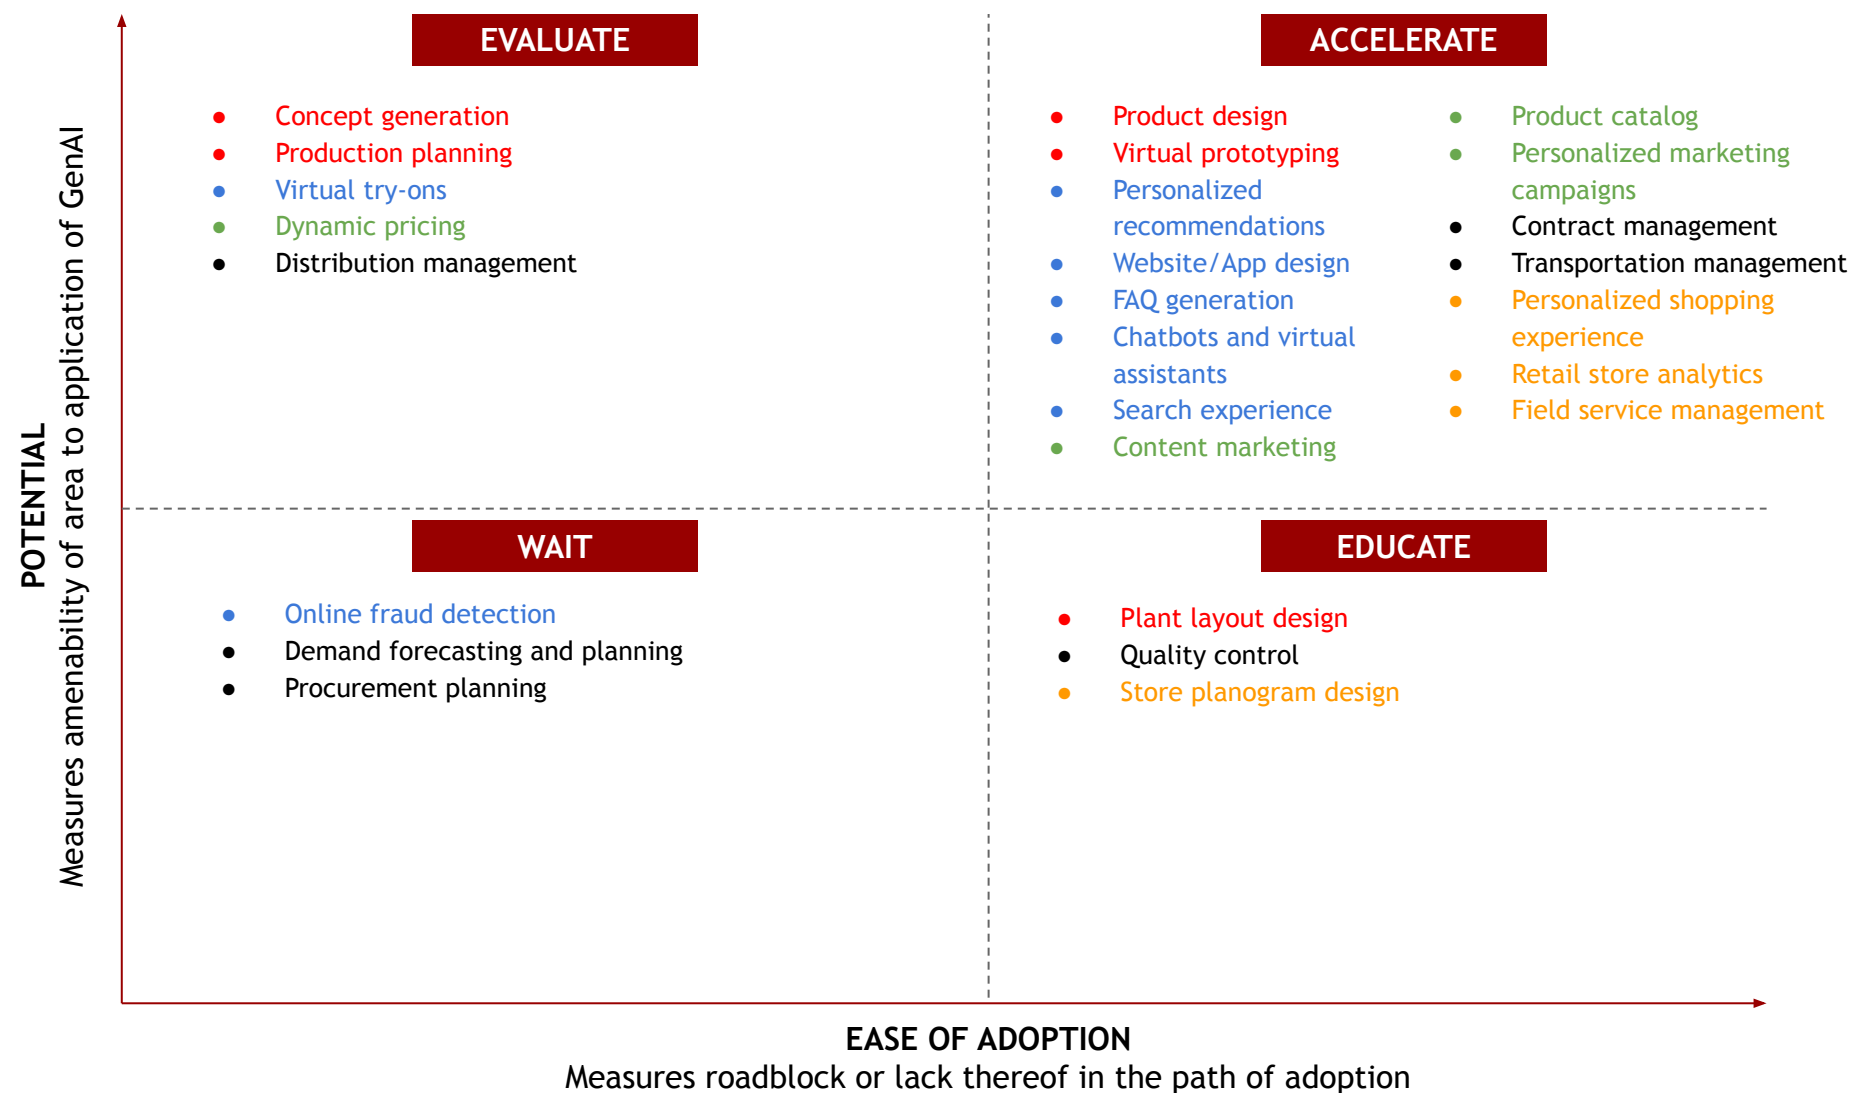 EVALUATE
● Concept generation
● Production planning
● Virtual try-ons
● Dynamic pricing
● Distribution management
ACCELERATE
● Product design
● Virtual prototyping
● Personalized
recommendations
● Website/App design
● FAQ generation
● Chatbots and virtual
assistants
● Search experience
● Content marketing
● Product catalog
● Personalized marketing
campaigns
● Contract management
● Transportation management
● Personalized shopping
experience
● Retail store analytics
● Field service management
POTENTIAL
Measures amenability of area to application of GenAI
WAIT
● Online fraud detection
● Demand forecasting and planning
● Procurement planning
EDUCATE
● Plant layout design
● Quality control
● Store planogram design
EASE OF ADOPTION
Measures roadblock or lack thereof in the path of adoption